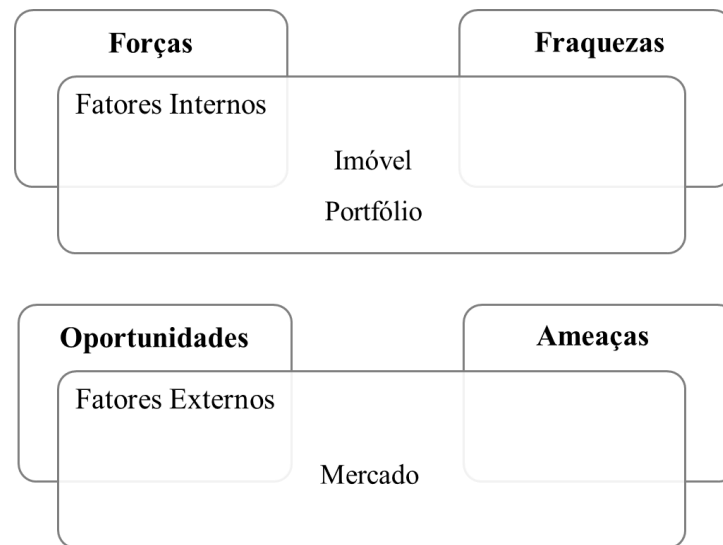 Forças
Fraquezas
Fatores Internos
Imóvel
Portfólio
Oportunidades
Ameaças
Fatores Externos
Mercado